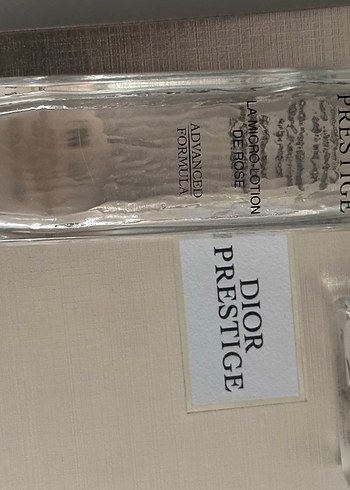 PRESTIGE
LA MICRO-LOTION
DE ROSE
ADVANCED
FORMULA
DIOR
PRESTIGE